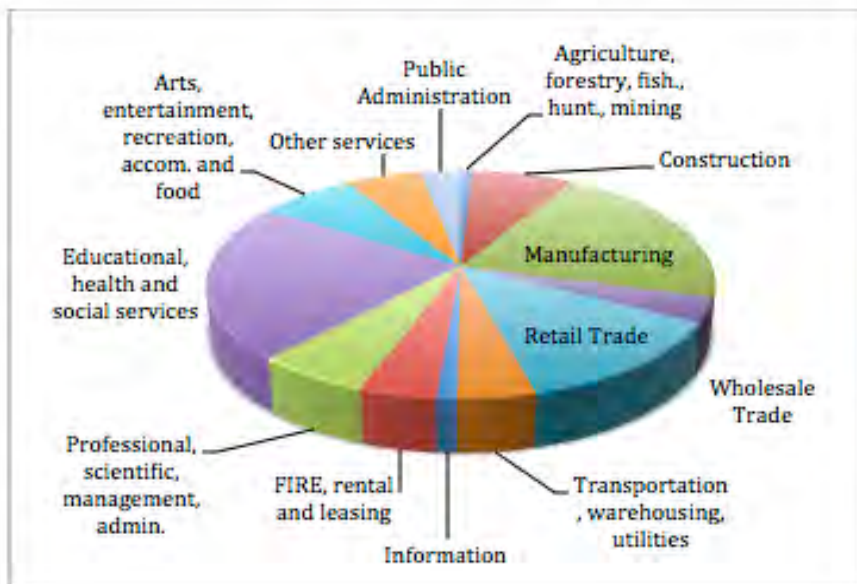 Public
Administration
Agriculture,
forestry, fish.,
hunt., mining
Arts,
entertainment,
recreation,
accom. and
food
Other services
Construction
Educational,
health and
social services
Manufacturing
Retail Trade
Wholesale
Trade
Professional,
scientific,
management,
admin.
FIRE, rental
and leasing
Information
Transportation
, warehousing,
utilities